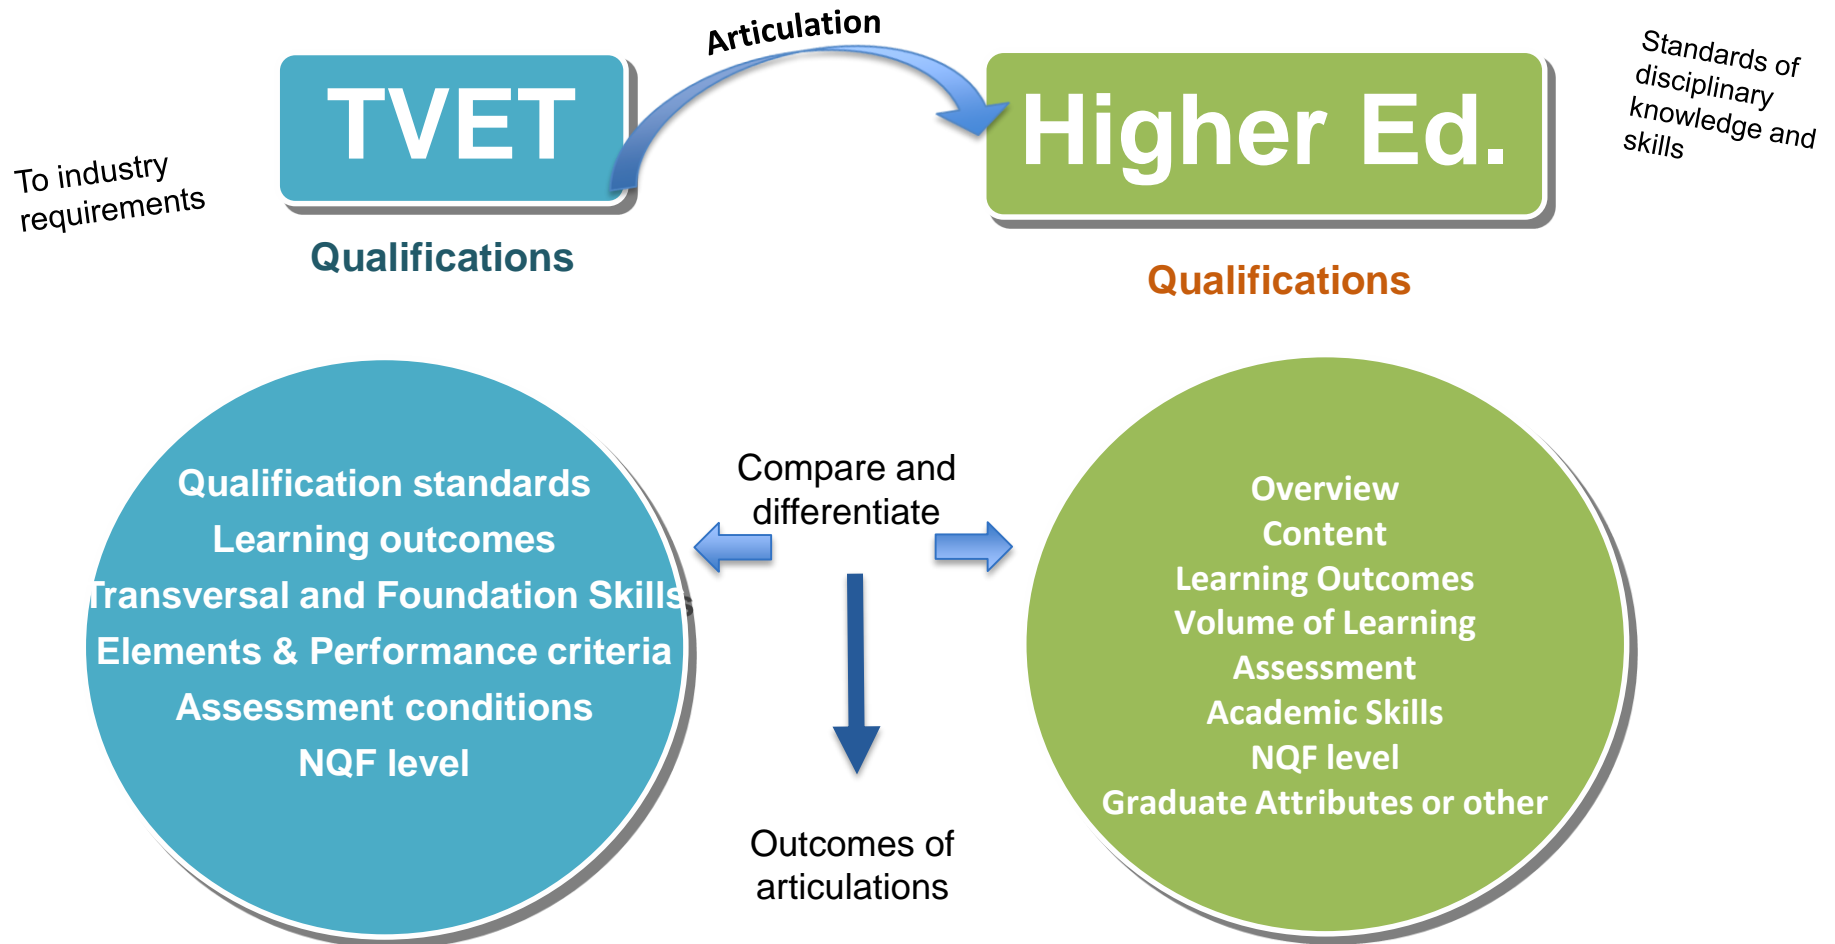 Articulation
TVET
Higher Ed.
Standards of
disciplinary
knowledge and
skills
To industry
requirements
Qualifications
Qualifications
Qualification standards
Learning outcomes
Transversal and Foundation Skills
Elements & Performance criteria
Assessment conditions
NQF level
Compare and
differentiate
Outcomes of
articulations
Overview
Content
Learning Outcomes
Volume of Learning
Assessment
Academic Skills
NQF level
Graduate Attributes or other